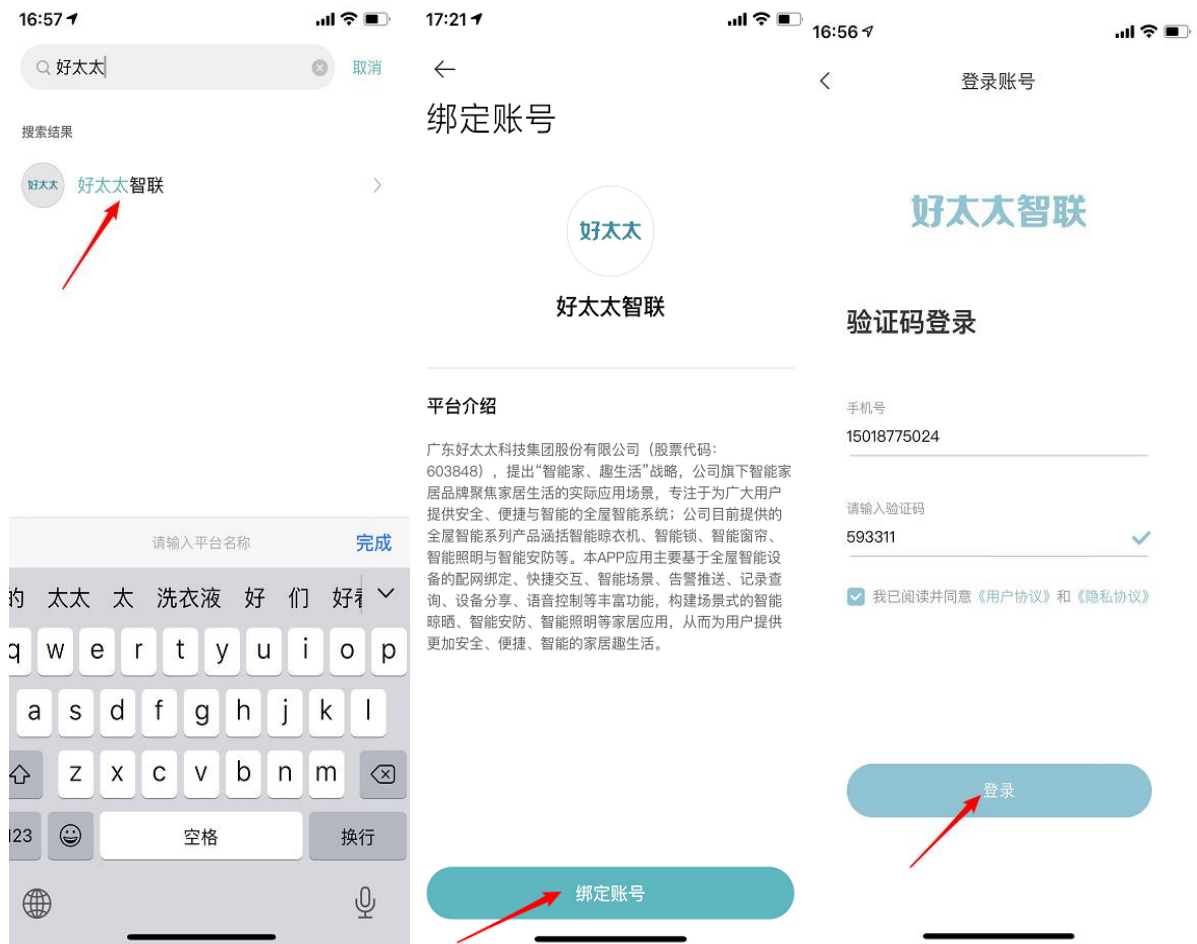 16:57
好太太
取消
搜索结果
好太太
好太太智联
请输入平台名称
完成
的 太太 太 洗衣液 好 们 好看
q w e r t y u i o p
a s d f g h j k l
z x c v b n m
123
空格
换行
17:21
绑定账号
好太太
好太太智联
平台介绍
广东好太太科技集团股份有限公司（股票代码：
603848），提出“智能家、趣生活”战略，公司旗下智能家
居品牌聚焦家居生活的实际应用场景，专注于为广大用户
提供安全、便捷与智能的全屋智能系统；公司目前提供的
全屋智能系列产品涵括智能晾衣机、智能锁、智能窗帘、
智能照明与智能安防等。本APP应用主要基于全屋智能设
备的配网绑定、快捷交互、智能场景、告警推送、记录查
询、设备分享、语音控制等丰富功能，构建场景式的智能
晾晒、智能安防、智能照明等家居应用，从而为用户提供
更加安全、便捷、智能的家居趣生活。
绑定账号
16:56
登录账号
好太太智联
验证码登录
手机号
15018775024
请输入验证码
593311
我已阅读并同意《用户协议》和《隐私协议》
登录